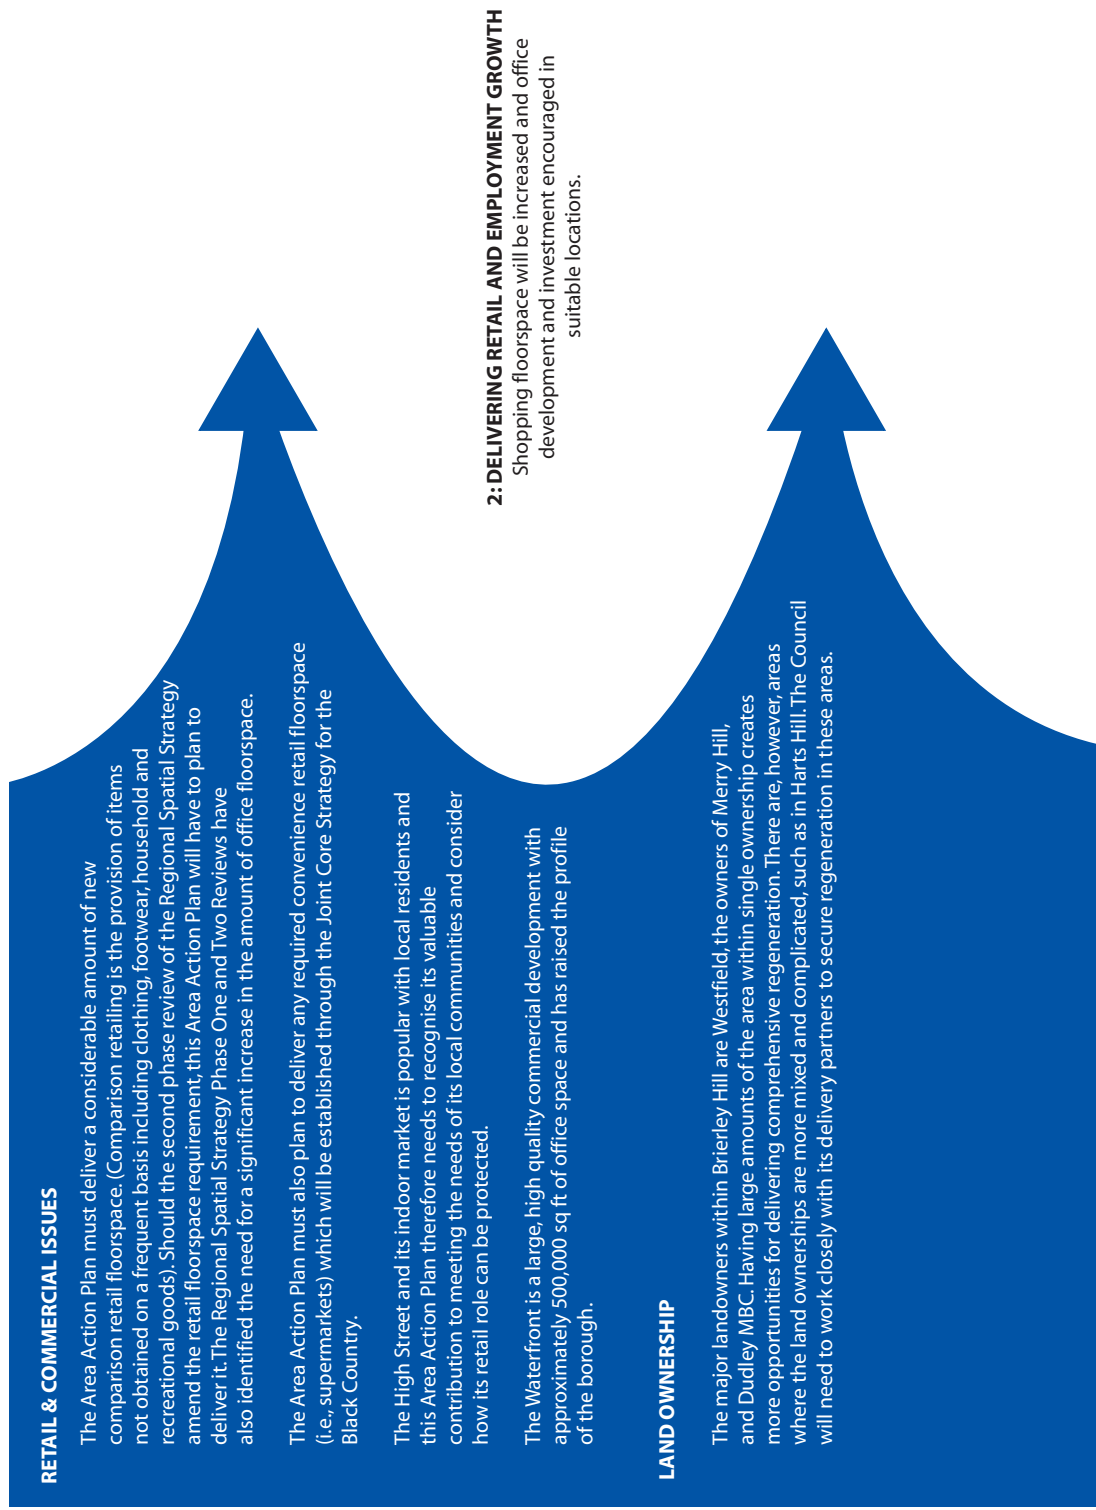 RETAIL & COMMERCIAL ISSUES
The Area Action Plan must deliver a considerable amount of new
comparison retail floorspace. (Comparison retailing is the provision of items
not obtained on a frequent basis including clothing, footwear, household and
recreational goods). Should the second phase review of the Regional Spatial Strategy
amend the retail floorspace requirement, this Area Action Plan will have to plan to
deliver it. The Regional Spatial Strategy Phase One and Two Reviews have
also identified the need for a significant increase in the amount of office floorspace.
The Area Action Plan must also plan to deliver any required convenience retail floorspace
(i.e., supermarkets) which will be established through the Joint Core Strategy for the
Black Country.
The High Street and its indoor market is popular with local residents and
this Area Action Plan therefore needs to recognise its valuable
contribution to meeting the needs of its local communities and consider
how its retail role can be protected.
The Waterfront is a large, high quality commercial development with
approximately 500,000 sq ft of office space and has raised the profile
of the borough.
LAND OWNERSHIP
The major landowners within Brierley Hill are Westfield, the owners of Merry Hill,
and Dudley MBC. Having large amounts of the area within single ownership creates
more opportunities for delivering comprehensive regeneration. There are, however, areas
where the land ownerships are more mixed and complicated, such as in Harts Hill. The Council
will need to work closely with its delivery partners to secure regeneration in these areas.
2: DELIVERING RETAIL AND EMPLOYMENT GROWTH
Shopping floorspace will be increased and office
development and investment encouraged in
suitable locations.